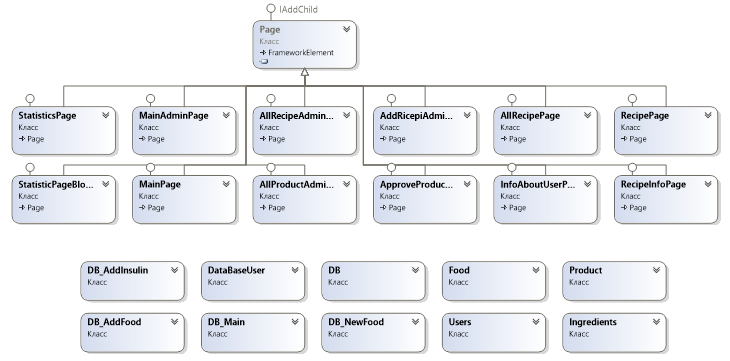 IAddChild
Page
Класс
FrameworkElement
StatisticsPage
Класс
Page
MainAdminPage
Класс
Page
AllRecipeAdmin...
Класс
Page
AddRicepiAdmi...
Класс
Page
AllRecipePage
Класс
Page
RecipePage
Класс
Page
StatisticPageBlo...
Класс
Page
MainPage
Класс
Page
AllProductAdmi...
Класс
Page
ApproveProduc...
Класс
Page
InfoAboutUserP...
Класс
Page
RecipeInfoPage
Класс
Page
DB_AddInsulin
Класс
DataBaseUser
Класс
DB
Класс
Food
Класс
Product
Класс
DB_AddFood
Класс
DB_Main
Класс
DB_NewFood
Класс
Users
Класс
Ingredients
Класс